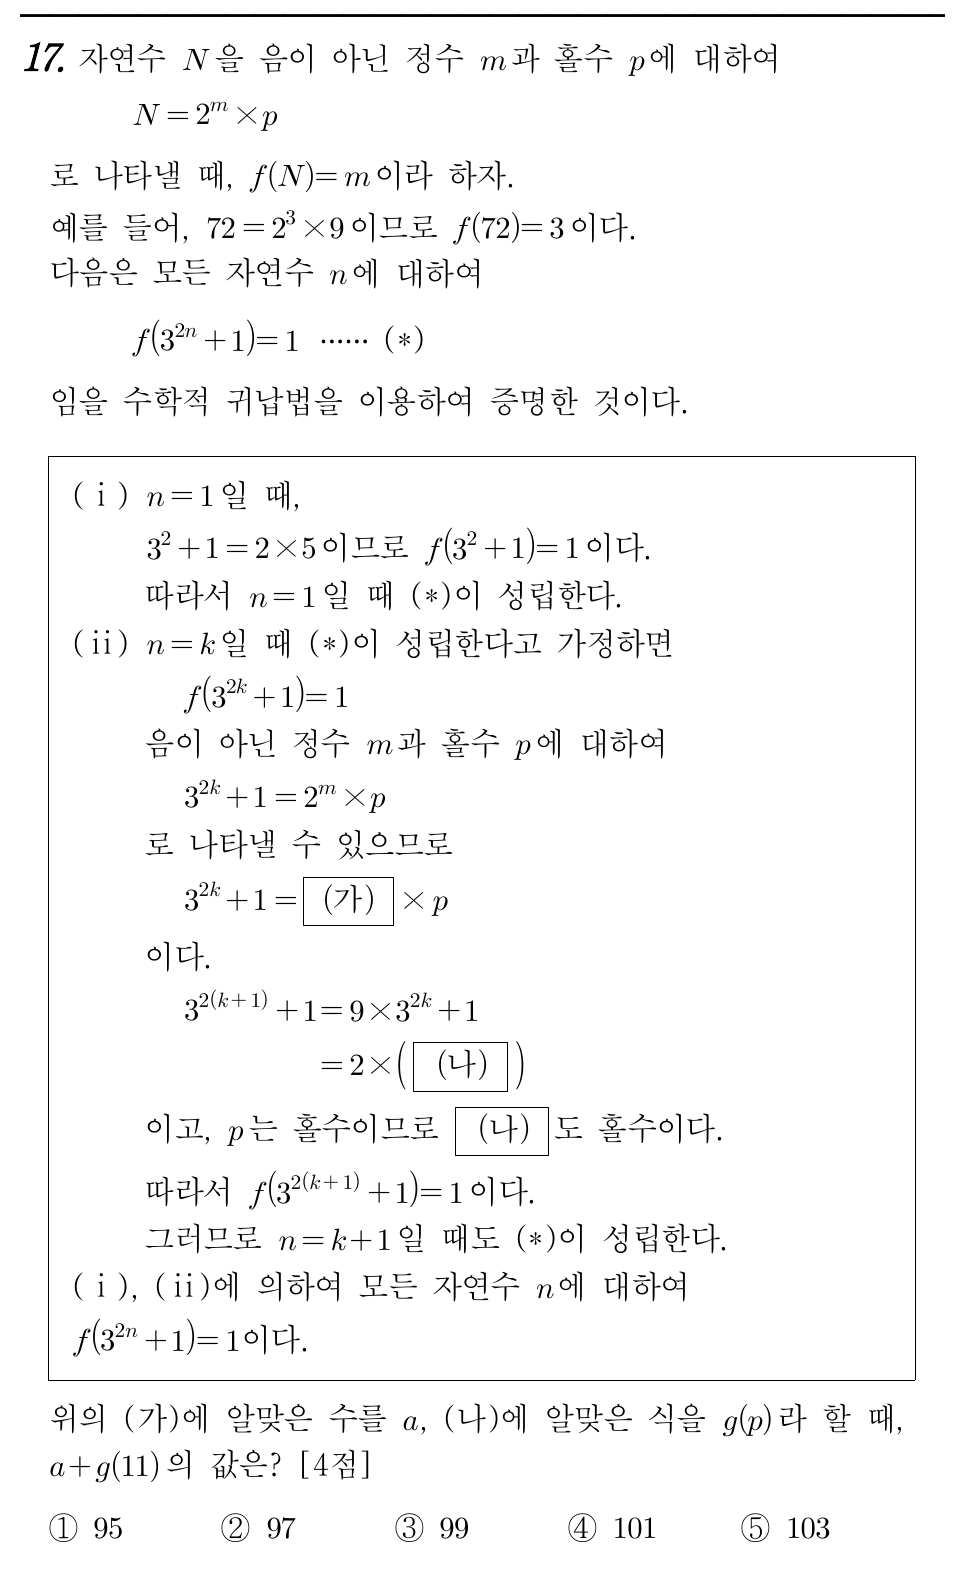 17. 자연수 N을 음이 아닌 정수 m과 홀수 p에 대하여
N=2^m×p
로 나타낼 때, f(N)=m이라 하자.
예를 들어, 72=2^3×9이므로 f(72)=3이다.
다음은 모든 자연수 n에 대하여
f(3^{2n}+1)=1 …… (*)
임을 수학적 귀납법을 이용하여 증명한 것이다.
(ⅰ) n=1일 때,
3^2+1=2×5이므로 f(3^2+1)=1이다.
따라서 n=1일 때 (*)이 성립한다.
(ⅱ) n=k일 때 (*)이 성립한다고 가정하면
f(3^{2k}+1)=1
음이 아닌 정수 m과 홀수 p에 대하여
3^{2k}+1=2^m×p
로 나타낼 수 있으므로
3^{2k}+1= (가) ×p
이다.
3^{2(k+1)}+1=9×3^{2k}+1
=2×( (나) )
이고, p는 홀수이므로 (나) 도 홀수이다.
따라서 f(3^{2(k+1)}+1)=1이다.
그러므로 n=k+1일 때도 (*)이 성립한다.
(ⅰ), (ⅱ)에 의하여 모든 자연수 n에 대하여
f(3^{2n}+1)=1이다.
위의 (가)에 알맞은 수를 a, (나)에 알맞은 식을 g(p)라 할 때,
a+g(11)의 값은? [4점]
① 95 ② 97 ③ 99 ④ 101 ⑤ 103